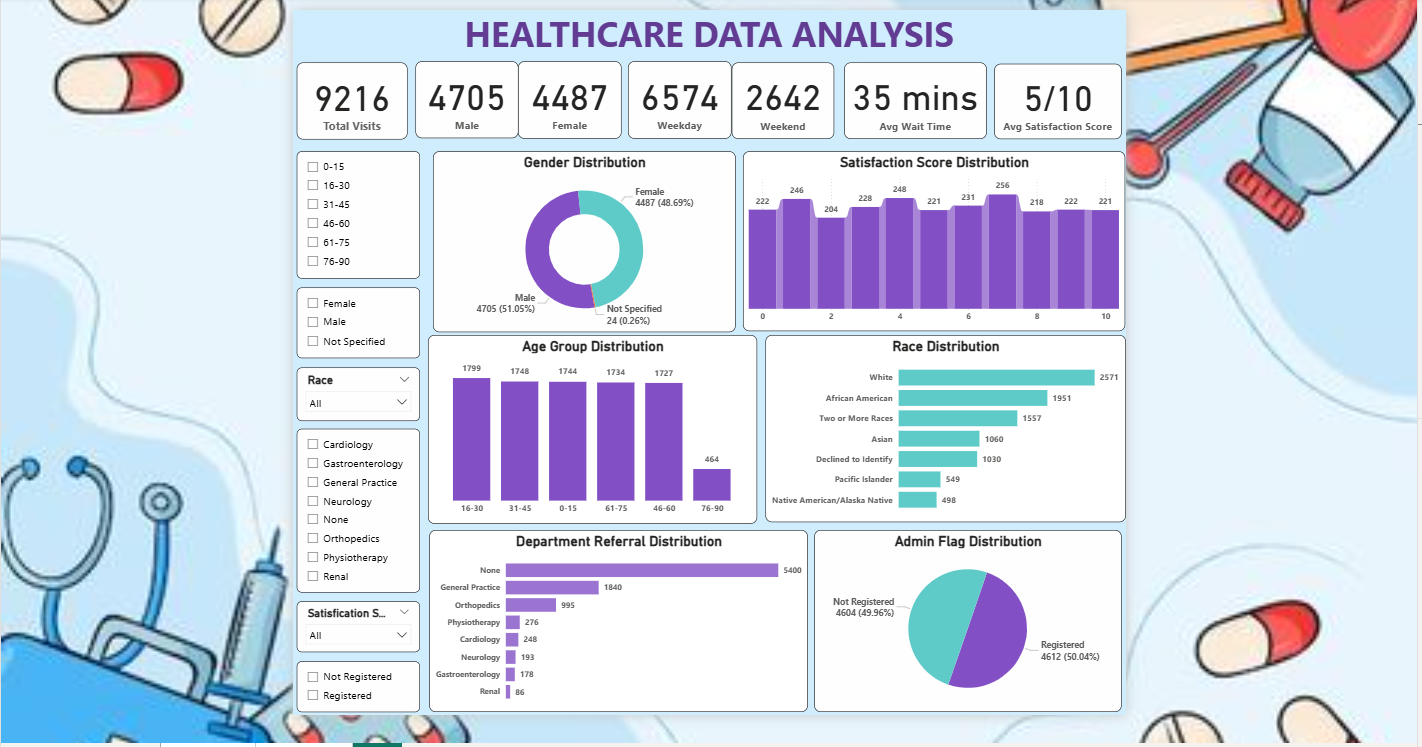 HEALTHCARE DATA ANALYSIS
9216
Total Visits
4705
Male
4487
Female
6574
Weekday
2642
Weekend
35 mins
Avg Wait Time
5/10
Avg Satisfaction Score
0-15
16-30
31-45
46-60
61-75
76-90
Female
Male
Not Specified
Race
All
Cardiology
Gastroenterology
General Practice
Neurology
None
Orthopedics
Physiotherapy
Renal
Satisfication S...
All
Not Registered
Registered
Gender Distribution
Female
4487 (48.69%)
Male
4705 (51.05%)
Not Specified
24 (0.26%)
Satisfaction Score Distribution
222 246 204 228 248 221 231 256 218 222 221
0 2 4 6 8 10
Age Group Distribution
1799 1748 1744 1734 1727 464
16-30 31-45 0-15 61-75 46-60 76-90
Race Distribution
White 2571
African American 1951
Two or More Races 1557
Asian 1060
Declined to Identify 1030
Pacific Islander 549
Native American/Alaska Native 498
Department Referral Distribution
None 5400
General Practice 1840
Orthopedics 995
Physiotherapy 276
Cardiology 248
Neurology 193
Gastroenterology 178
Renal 86
Admin Flag Distribution
Not Registered
4604 (49.96%)
Registered
4612 (50.04%)